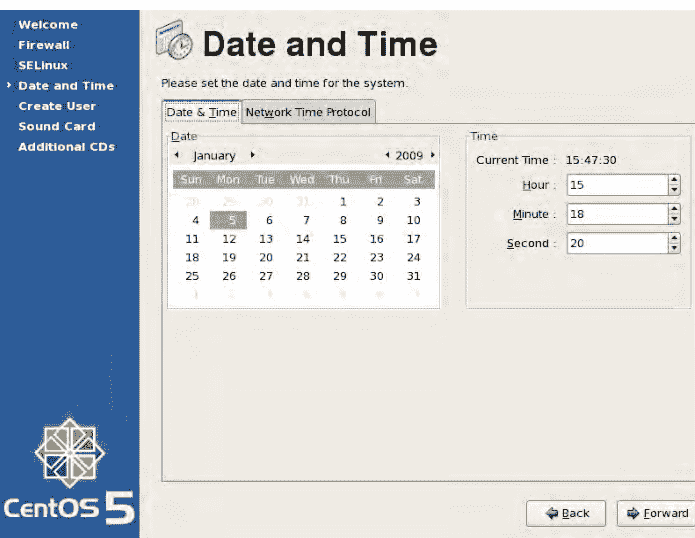 Welcome
Firewall
SELinux
Date and Time
Create User
Sound Card
Additional CDs
CentOS 5
Date and Time
Please set the date and time for the system.
Date & Time Network Time Protocol
Date
January 2009
Sun Mon Tue Wed Thu Fri Sat
28 29 30 31 1 2 3
4 5 6 7 8 9 10
11 12 13 14 15 16 17
18 19 20 21 22 23 24
25 26 27 28 29 30 31
Time
Current Time : 15:47:30
Hour : 15
Minute : 18
Second : 20
Back Forward